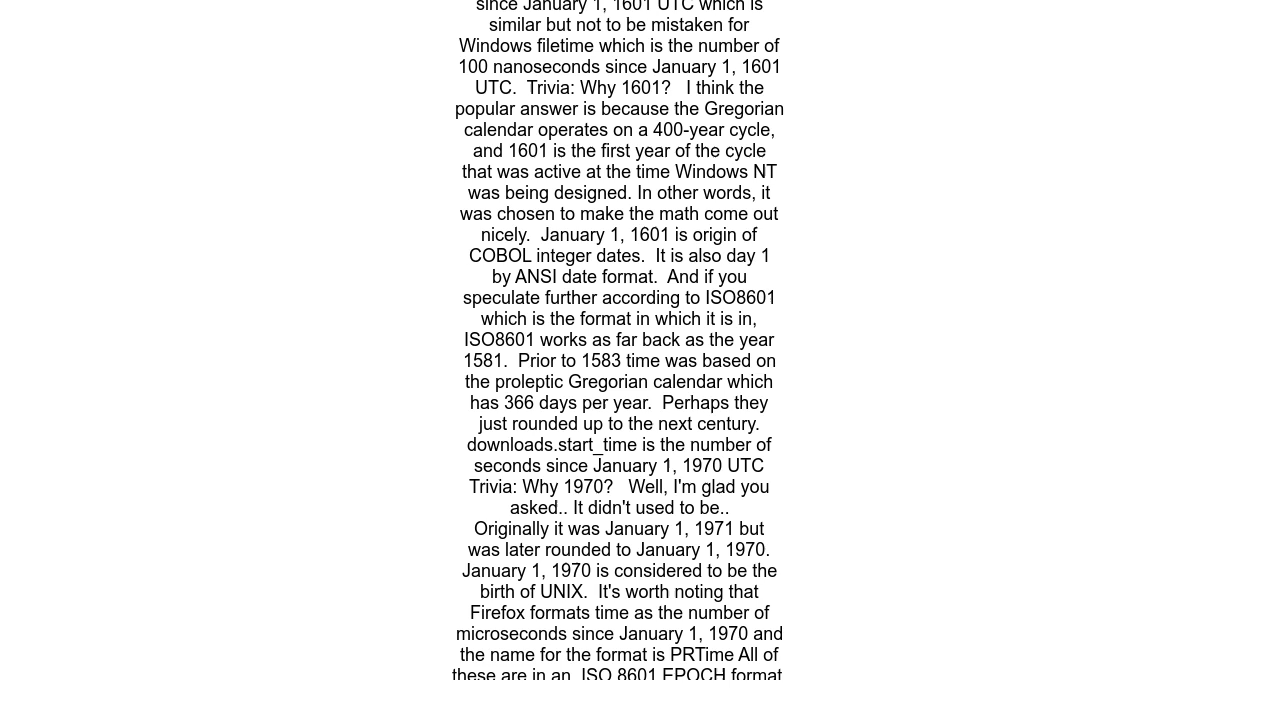 since January 1, 1601 UTC which is
similar but not to be mistaken for
Windows filetime which is the number of
100 nanoseconds since January 1, 1601
UTC.  Trivia: Why 1601?   I think the
popular answer is because the Gregorian
calendar operates on a 400-year cycle,
and 1601 is the first year of the cycle
that was active at the time Windows NT
was being designed. In other words, it
was chosen to make the math come out
nicely.  January 1, 1601 is origin of
COBOL integer dates.  It is also day 1
by ANSI date format.  And if you
speculate further according to ISO8601
which is the format in which it is in,
ISO8601 works as far back as the year
1581.  Prior to 1583 time was based on
the proleptic Gregorian calendar which
has 366 days per year.  Perhaps they
just rounded up to the next century.
downloads.start_time is the number of
seconds since January 1, 1970 UTC
Trivia: Why 1970?   Well, I'm glad you
asked.. It didn't used to be..
Originally it was January 1, 1971 but
was later rounded to January 1, 1970.
January 1, 1970 is considered to be the
birth of UNIX.  It's worth noting that
Firefox formats time as the number of
microseconds since January 1, 1970 and
the name for the format is PRTime All of
these are in an  ISO 8601 EPOCH format